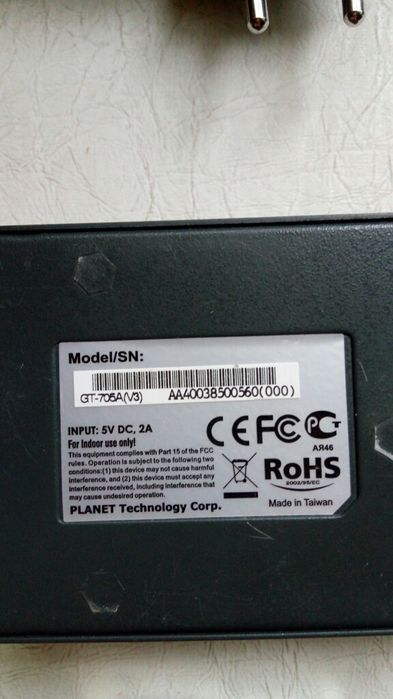 Model/SN:
GT-705A(V3) AA40038500560(000)
INPUT: 5V DC, 2A
For Indoor use only!
This equipment complies with Part 15 of the FCC
rules. Operation is subject to the following two
conditions:(1) this device may not cause harmful
interference, and (2) this device must accept any
interference received, including interference that
may cause undesired operation.
PLANET Technology Corp.
CE FC PCT
АЯ46
RoHS
2002/95/EC
Made in Taiwan